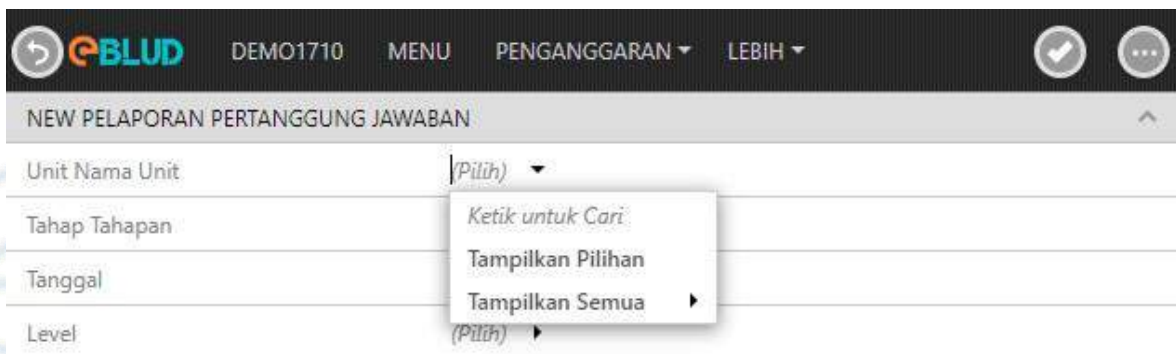 eBLUD DEMO1710 MENU PENGANGGARAN LEBIH
NEW PELAPORAN PERTANGGUNG JAWABAN
Unit Nama Unit (Pilih)
Ketik untuk Cari
Tahap Tahapan
Tampilkan Pilihan
Tanggal
Tampilkan Semua
Level (Pilih)